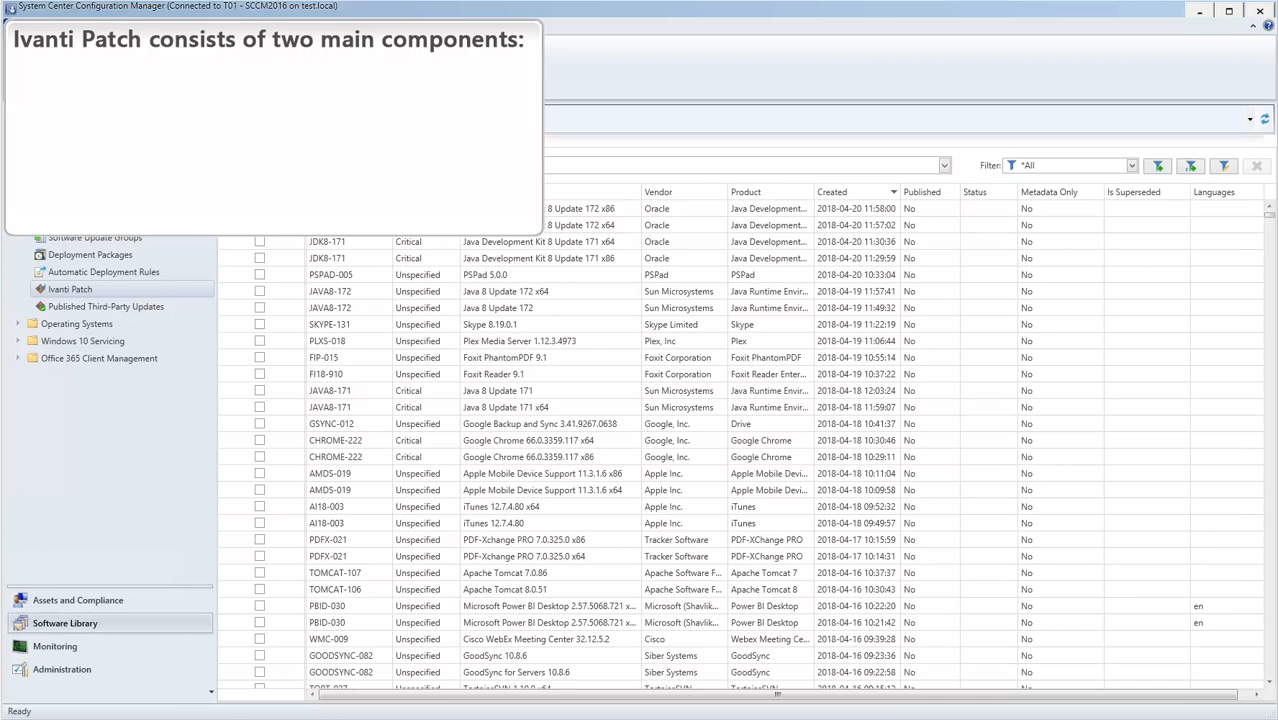 System Center Configuration Manager (Connected to T01 - SCCM2016 on test.local)
Ivanti Patch consists of two main components:
Filter: *All
Vendor Product Created Published Status Metadata Only Is Superseded Languages
8 Update 172 x86 Oracle Java Development... 2018-04-20 11:58:00 No No
8 Update 172 x64 Oracle Java Development... 2018-04-20 11:57:02 No No
Software Update Groups
JDK8-171 Critical Java Development Kit 8 Update 171 x64 Oracle Java Development... 2018-04-20 11:30:36 No No
Deployment Packages
JDK8-171 Critical Java Development Kit 8 Update 171 x86 Oracle Java Development... 2018-04-20 11:29:59 No No
Automatic Deployment Rules
PSPAD-005 Unspecified PSPad 5.0.0 PSPad PSPad 2018-04-20 10:33:04 No No
Ivanti Patch
JAVA8-172 Unspecified Java 8 Update 172 x64 Sun Microsystems Java Runtime Envir... 2018-04-19 11:57:41 No No
Published Third-Party Updates
JAVA8-172 Unspecified Java 8 Update 172 Sun Microsystems Java Runtime Envir... 2018-04-19 11:49:32 No No
Operating Systems
SKYPE-131 Unspecified Skype 8.19.0.1 Skype Limited Skype 2018-04-19 11:22:19 No No
Windows 10 Servicing
PLXS-018 Unspecified Plex Media Server 1.12.3.4973 Plex, Inc Plex 2018-04-19 11:06:44 No No
Office 365 Client Management
FIP-015 Unspecified Foxit PhantomPDF 9.1 Foxit Corporation Foxit PhantomPDF 2018-04-19 10:55:14 No No
FI18-910 Unspecified Foxit Reader 9.1 Foxit Corporation Foxit Reader Enter... 2018-04-19 10:37:22 No No
JAVA8-171 Critical Java 8 Update 171 Sun Microsystems Java Runtime Envir... 2018-04-18 12:03:24 No No
JAVA8-171 Critical Java 8 Update 171 x64 Sun Microsystems Java Runtime Envir... 2018-04-18 11:59:07 No No
GSYNC-012 Unspecified Google Backup and Sync 3.41.9267.0638 Google, Inc. Drive 2018-04-18 10:41:37 No No
CHROME-222 Critical Google Chrome 66.0.3359.117 x64 Google, Inc. Google Chrome 2018-04-18 10:30:46 No No
CHROME-222 Critical Google Chrome 66.0.3359.117 x86 Google, Inc. Google Chrome 2018-04-18 10:29:11 No No
AMDS-019 Unspecified Apple Mobile Device Support 11.3.1.6 x86 Apple Inc. Apple Mobile Devi... 2018-04-18 10:11:04 No No
AMDS-019 Unspecified Apple Mobile Device Support 11.3.1.6 x64 Apple Inc. Apple Mobile Devi... 2018-04-18 10:09:58 No No
AI18-003 Unspecified iTunes 12.7.4.80 x64 Apple Inc. iTunes 2018-04-18 09:52:32 No No
AI18-003 Unspecified iTunes 12.7.4.80 Apple Inc. iTunes 2018-04-18 09:49:57 No No
PDFX-021 Unspecified PDF-XChange PRO 7.0.325.0 x86 Tracker Software PDF-XChange PRO 2018-04-17 10:15:59 No No
PDFX-021 Unspecified PDF-XChange PRO 7.0.325.0 x64 Tracker Software PDF-XChange PRO 2018-04-17 10:14:31 No No
TOMCAT-107 Unspecified Apache Tomcat 7.0.86 Apache Software F... Apache Tomcat 7 2018-04-16 10:37:37 No No
TOMCAT-106 Unspecified Apache Tomcat 8.0.51 Apache Software F... Apache Tomcat 8 2018-04-16 10:30:43 No No
Assets and Compliance
PBID-030 Unspecified Microsoft Power BI Desktop 2.57.5068.721 x... Microsoft (Shavlik... Power BI Desktop 2018-04-16 10:22:20 No No en
Software Library
PBID-030 Unspecified Microsoft Power BI Desktop 2.57.5068.721 x... Microsoft (Shavlik... Power BI Desktop 2018-04-16 10:21:42 No No en
WMC-009 Unspecified Cisco WebEx Meeting Center 32.12.5.2 Cisco Webex Meeting Ce... 2018-04-16 09:39:28 No No
Monitoring
GOODSYNC-082 Unspecified GoodSync 10.8.6 Siber Systems GoodSync 2018-04-16 09:23:36 No No
Administration
GOODSYNC-082 Unspecified GoodSync for Servers 10.8.6 Siber Systems GoodSync 2018-04-16 09:22:58 No No
Ready